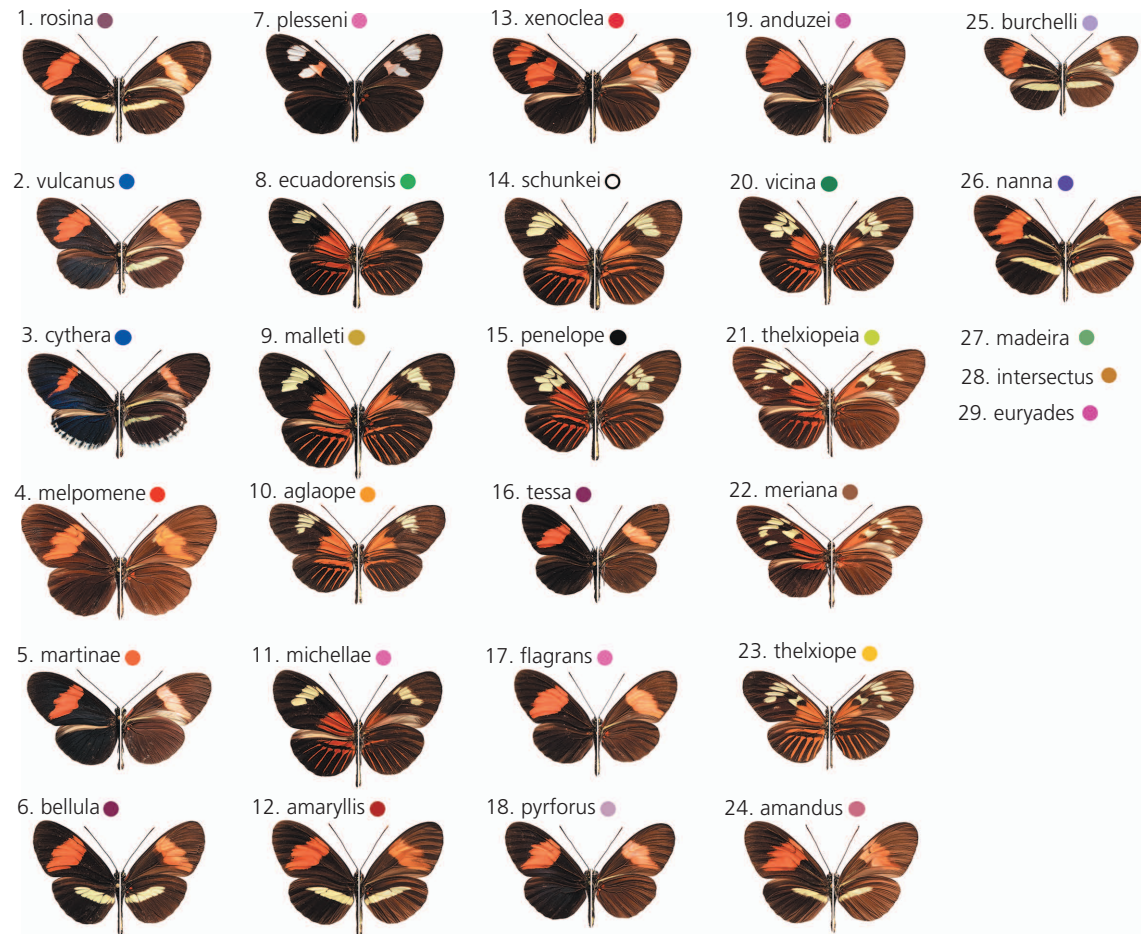 1. rosina
2. vulcanus
3. cythera
4. melpomene
5. martinae
6. bellula
7. plesseni
8. ecuadorensis
9. malleti
10. aglaope
11. michellae
12. amaryllis
13. xenoclea
14. schunkei
15. penelope
16. tessa
17. flagrans
18. pyrforus
19. anduzei
20. vicina
21. thelxiopeia
22. meriana
23. thelxiope
24. amandus
25. burchelli
26. nanna
27. madeira
28. intersectus
29. euryades